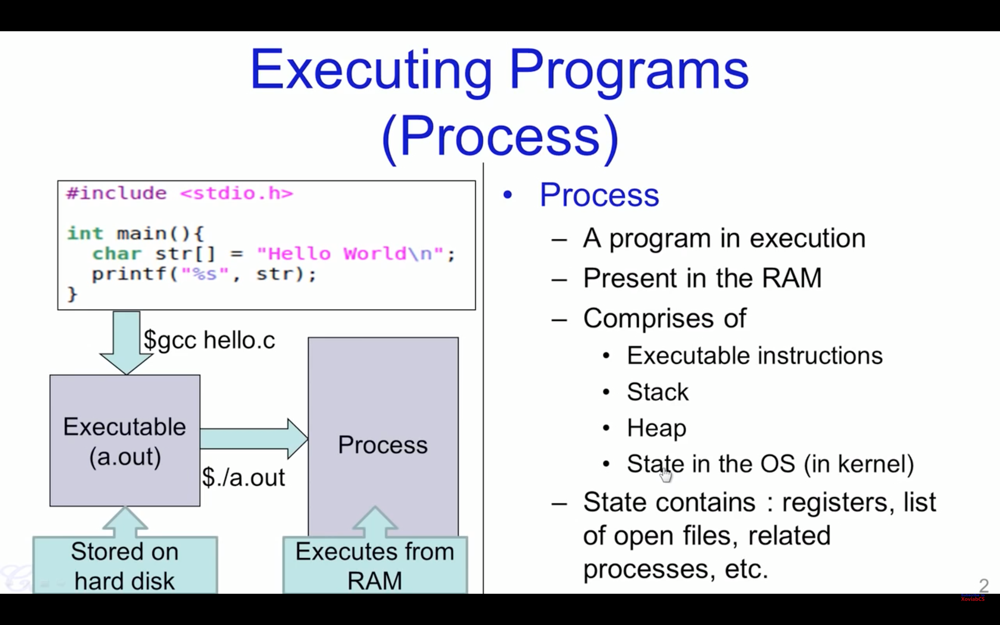 Executing Programs
(Process)
#include <stdio.h>
int main(){
char str[] = "Hello World\n";
printf("%s", str);
}
$gcc hello.c
Executable
(a.out)
$./a.out
Process
Stored on
hard disk
Executes from
RAM
• Process
– A program in execution
– Present in the RAM
– Comprises of
• Executable instructions
• Stack
• Heap
• State in the OS (in kernel)
– State contains : registers, list
of open files, related
processes, etc.
2
Subscribe to
XoviabCS